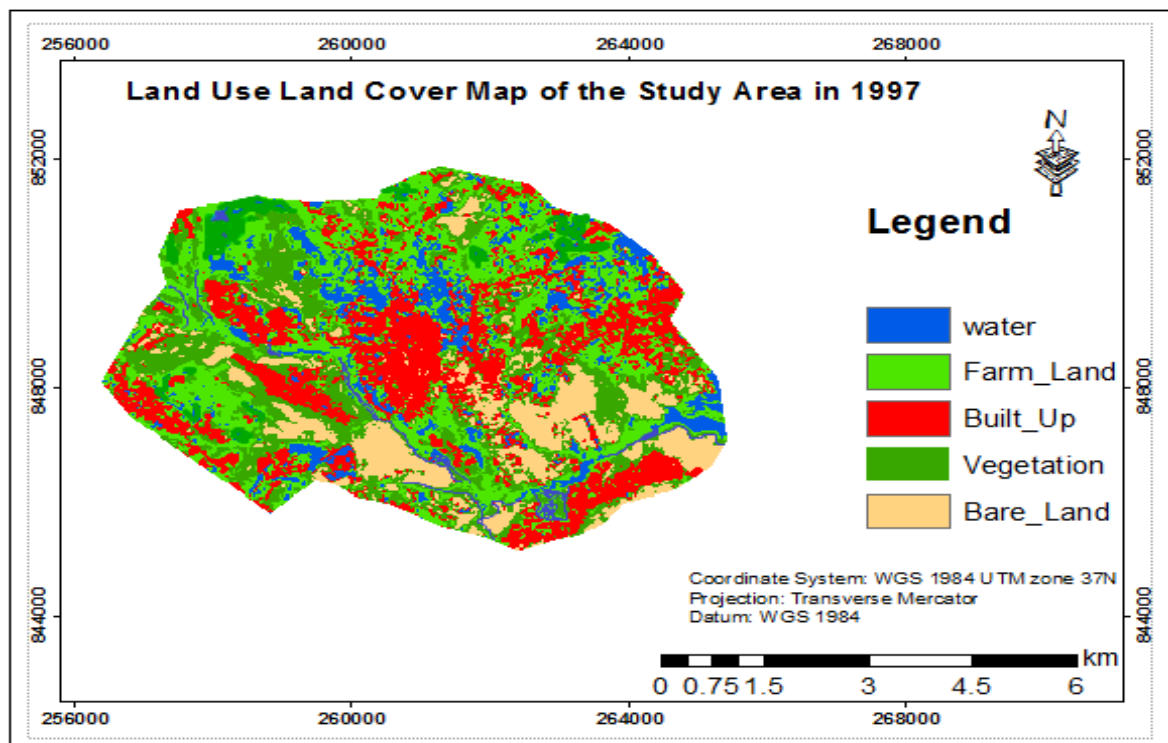 256000 260000 264000 268000
Land Use Land Cover Map of the Study Area in 1997
N
852000 852000
Legend
water
Farm_Land
848000 848000
Built_Up
Vegetation
Bare_Land
Coordinate System: WGS 1984 UTM zone 37N
Projection: Transverse Mercator
Datum: WGS 1984
844000 844000
km
0 0.75 1.5 3 4.5 6
256000 260000 264000 268000